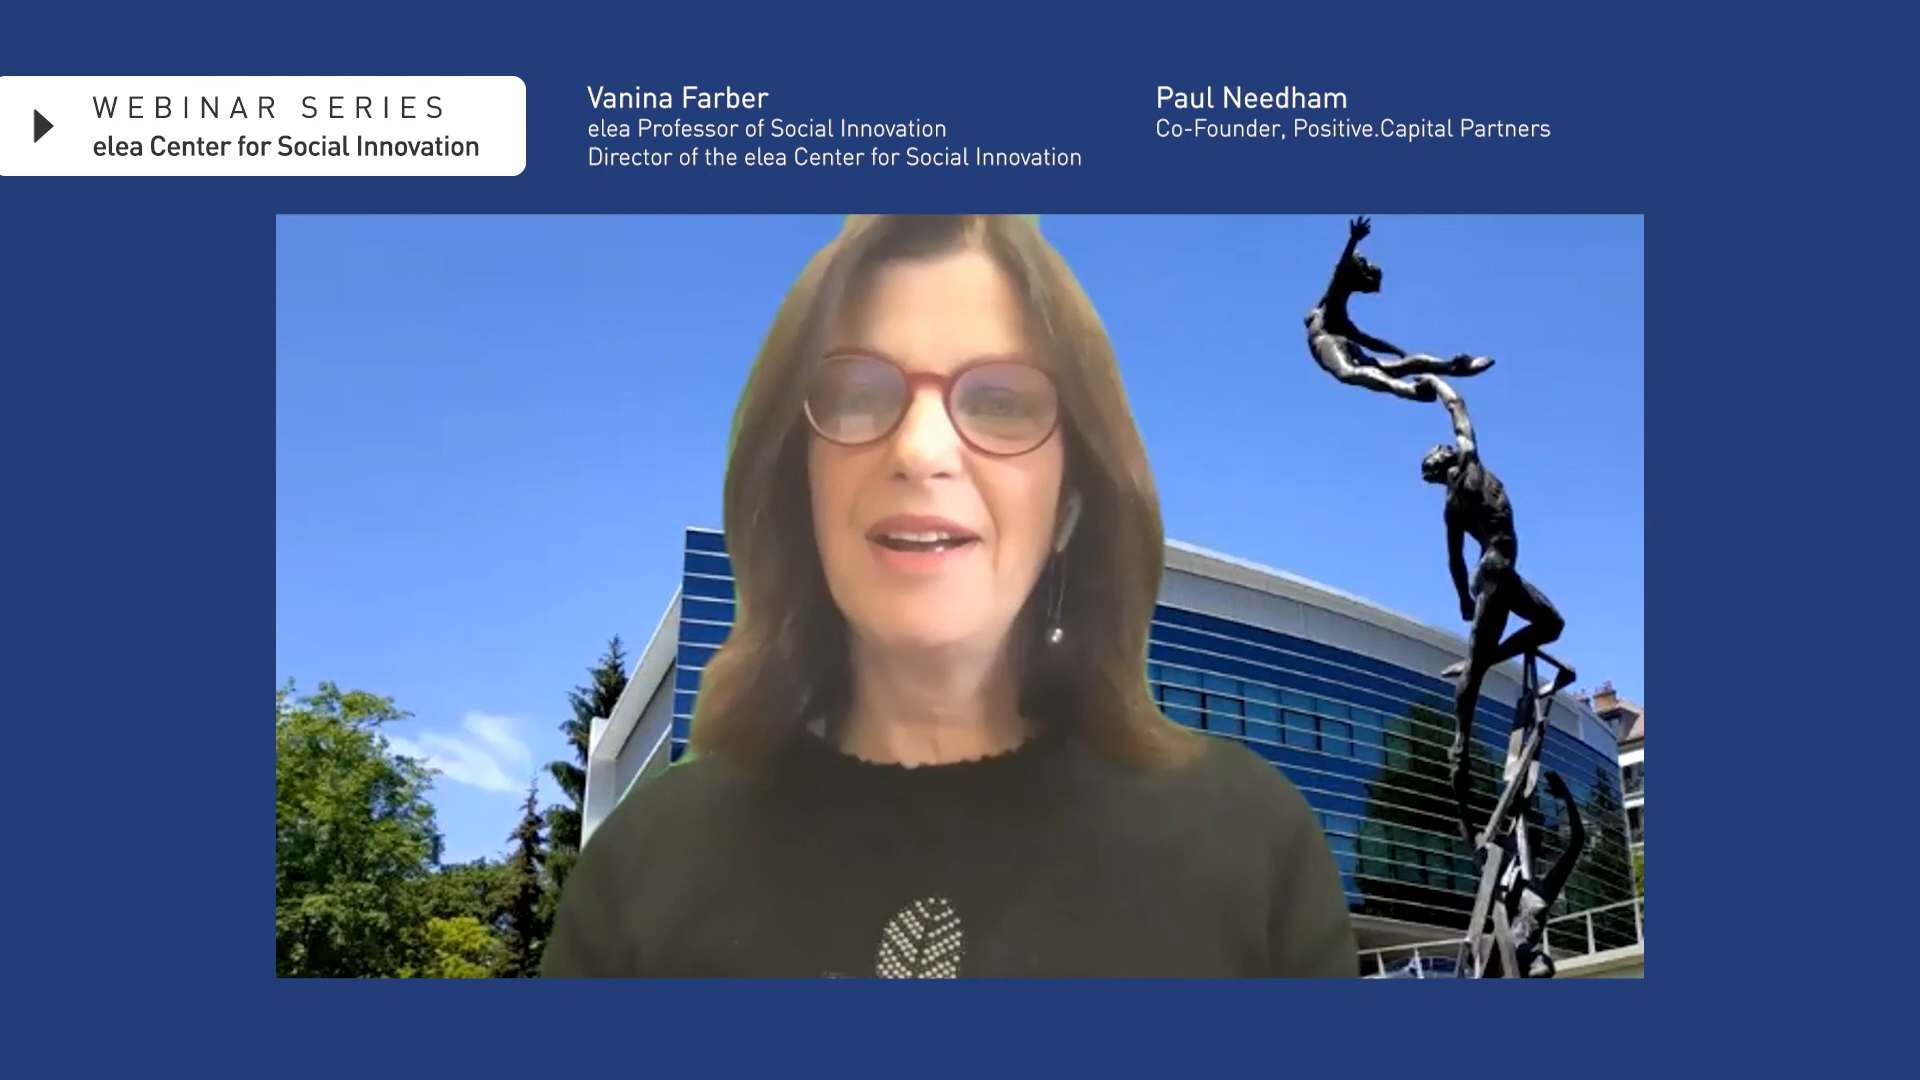 WEBINAR SERIES
elea Center for Social Innovation
Vanina Farber
elea Professor of Social Innovation
Director of the elea Center for Social Innovation
Paul Needham
Co-Founder, Positive.Capital Partners